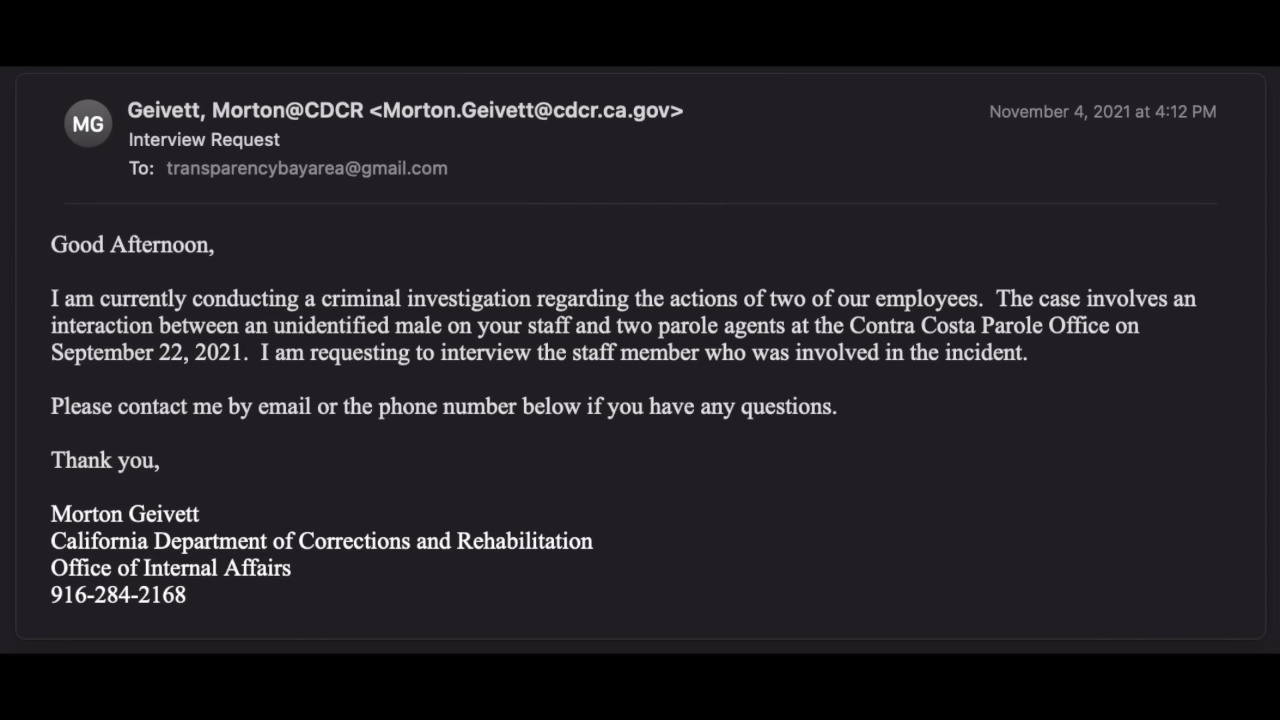 MG
Geivett, Morton@CDCR <Morton.Geivett@cdcr.ca.gov>
November 4, 2021 at 4:12 PM
Interview Request
To: transparencybayarea@gmail.com
Good Afternoon,
I am currently conducting a criminal investigation regarding the actions of two of our employees.  The case involves an
interaction between an unidentified male on your staff and two parole agents at the Contra Costa Parole Office on
September 22, 2021.  I am requesting to interview the staff member who was involved in the incident.
Please contact me by email or the phone number below if you have any questions.
Thank you,
Morton Geivett
California Department of Corrections and Rehabilitation
Office of Internal Affairs
916-284-2168